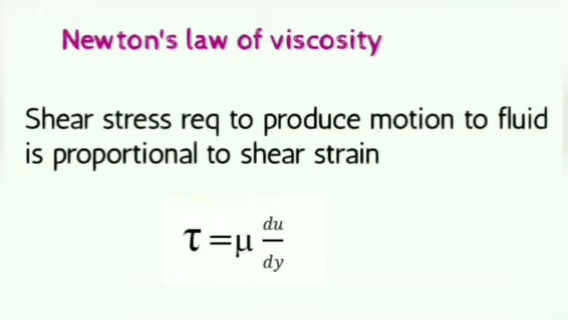 Newton's law of viscosity
Shear stress req to produce motion to fluid
is proportional to shear strain
τ=μ du/dy